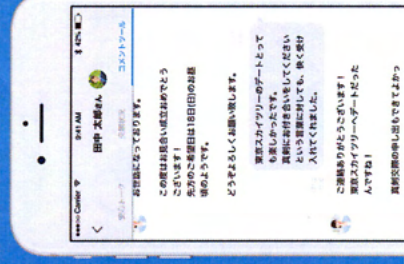 ●●●○○ Carrier 9:41 AM 42%
田中 太郎さん
コメントツール
お世話になっております。
この度はお見合い成立おめでとう
ございます！
先方のご希望日は18日(日)のお昼
頃のようです。
どうぞよろしくお願い致します。
東京スカイツリーのデートとって
も楽しかったです。
真剣にお付き合いをしてください
という言葉に対しても、快く受け
入れてくれました。
ご連絡ありがとうございます！
東京スカイツリーへデートだった
んですね！
真剣交際の申し出もできてよかっ